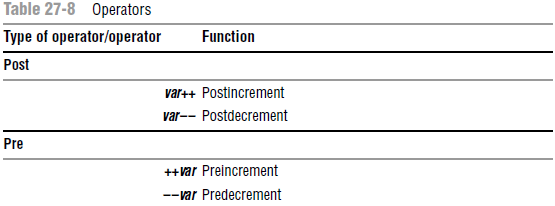 Table 27-8 Operators
Type of operator/operator Function
Post
var++ Postincrement
var−− Postdecrement
Pre
++var Preincrement
−−var Predecrement